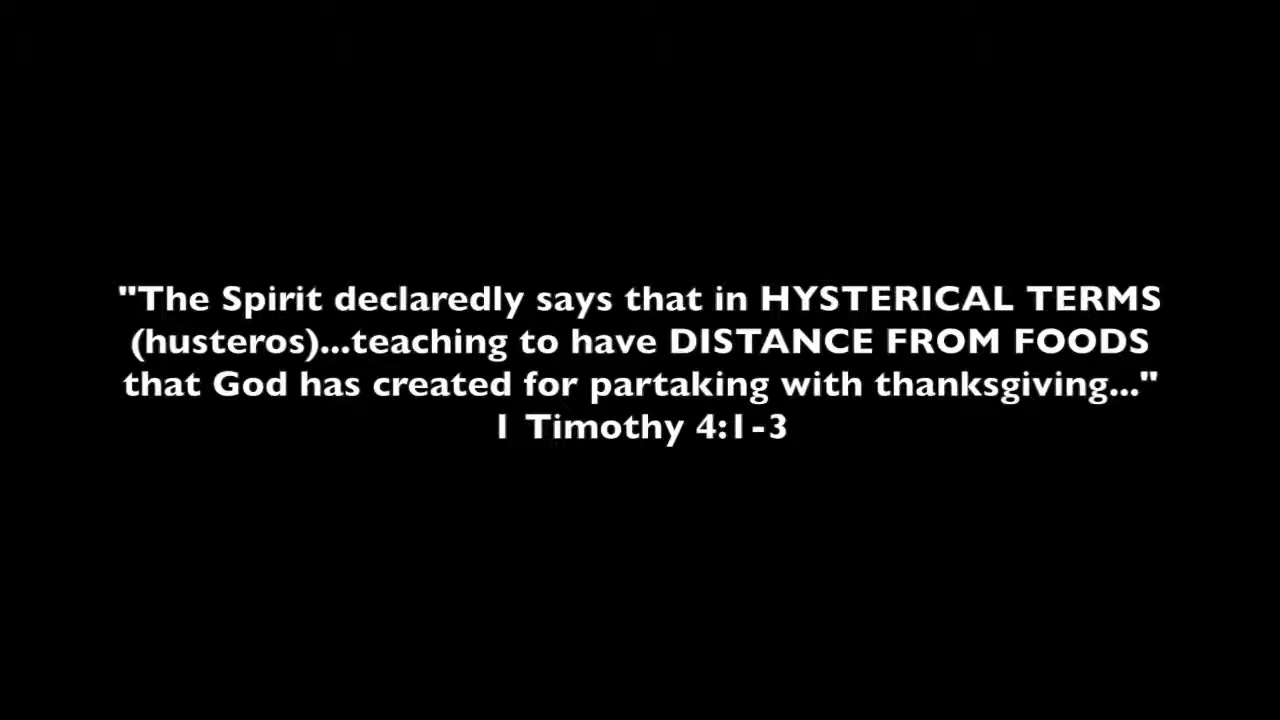 "The Spirit declaredly says that in HYSTERICAL TERMS
(husteros)...teaching to have DISTANCE FROM FOODS
that God has created for partaking with thanksgiving..."
1 Timothy 4:1-3